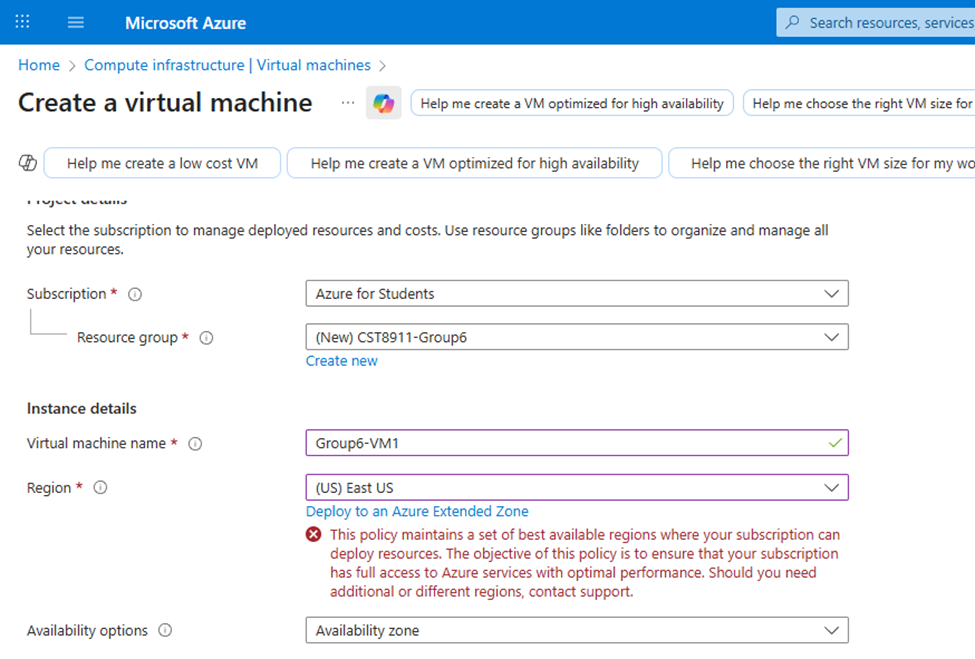 Microsoft Azure
Search resources, services
Home > Compute infrastructure | Virtual machines >
Create a virtual machine ...
Help me create a VM optimized for high availability
Help me choose the right VM size for
Help me create a low cost VM
Help me create a VM optimized for high availability
Help me choose the right VM size for my wo
Project details
Select the subscription to manage deployed resources and costs. Use resource groups like folders to organize and manage all
your resources.
Subscription *
Azure for Students
Resource group *
(New) CST8911-Group6
Create new
Instance details
Virtual machine name *
Group6-VM1
Region *
(US) East US
Deploy to an Azure Extended Zone
This policy maintains a set of best available regions where your subscription can
deploy resources. The objective of this policy is to ensure that your subscription
has full access to Azure services with optimal performance. Should you need
additional or different regions, contact support.
Availability options
Availability zone